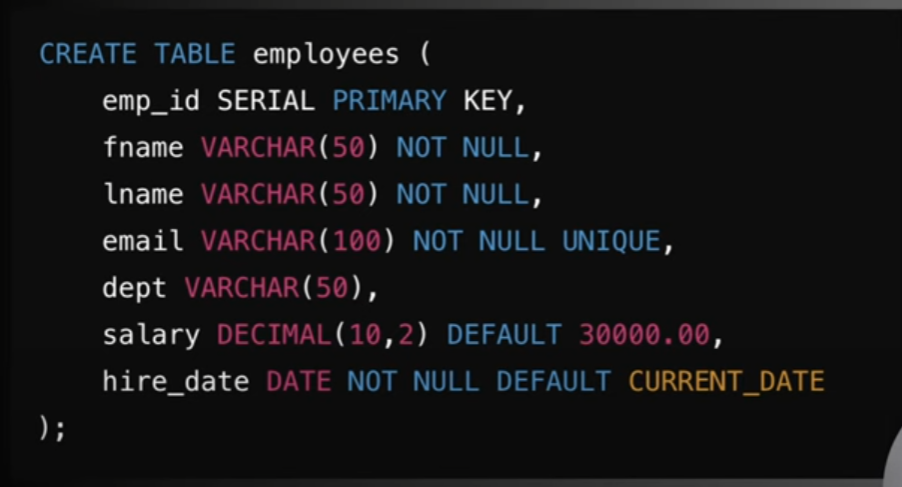 CREATE TABLE employees (
    emp_id SERIAL PRIMARY KEY,
    fname VARCHAR(50) NOT NULL,
    lname VARCHAR(50) NOT NULL,
    email VARCHAR(100) NOT NULL UNIQUE,
    dept VARCHAR(50),
    salary DECIMAL(10,2) DEFAULT 30000.00,
    hire_date DATE NOT NULL DEFAULT CURRENT_DATE
);